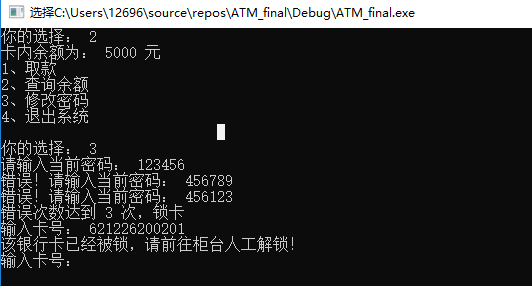 选择C:\Users\12696\source\repos\ATM_final\Debug\ATM_final.exe
你的选择： 2
卡内余额为： 5000 元
1、取款
2、查询余额
3、修改密码
4、退出系统
你的选择： 3
请输入当前密码： 123456
错误！请输入当前密码： 456789
错误！请输入当前密码： 456123
错误次数达到 3 次，锁卡
输入卡号： 621226200201
该银行卡已经被锁，请前往柜台人工解锁！
输入卡号：